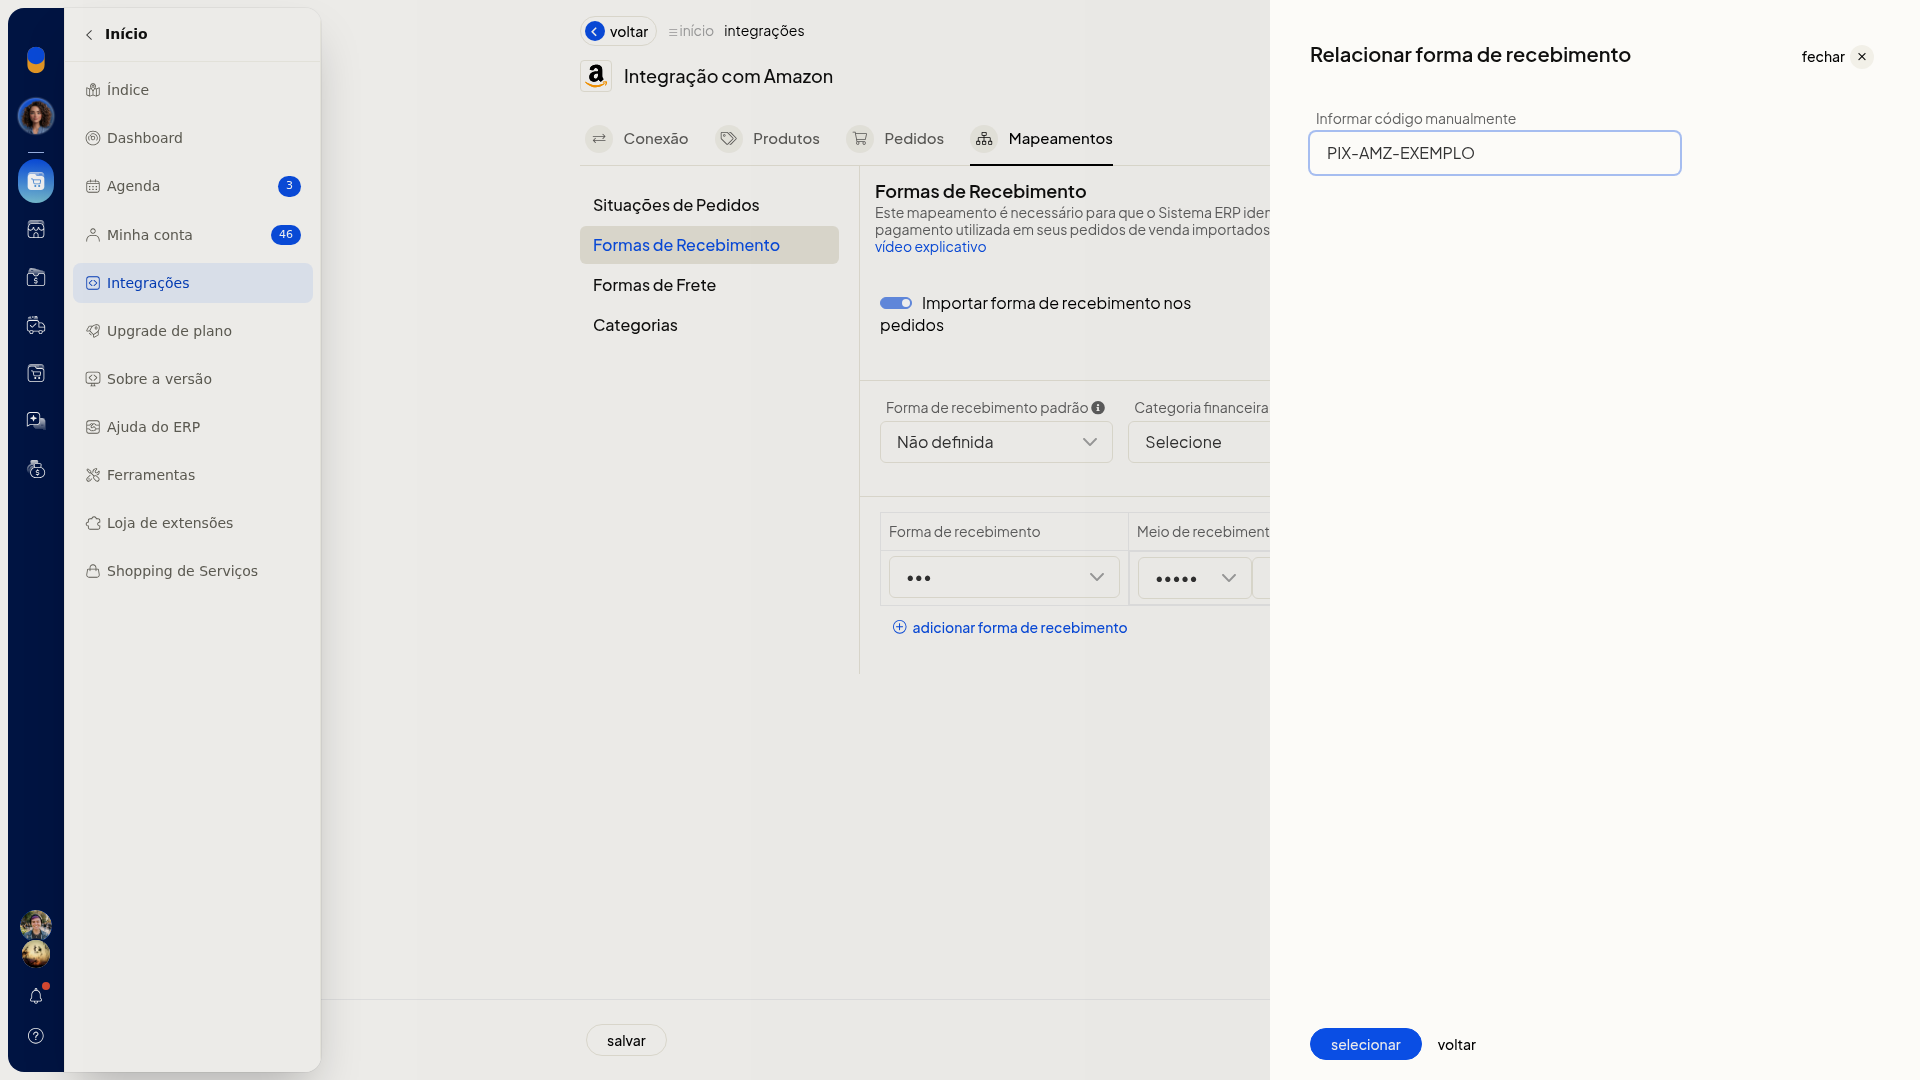 Início
Índice
Dashboard
Agenda
3
Minha conta
46
Integrações
Upgrade de plano
Sobre a versão
Ajuda do ERP
Ferramentas
Loja de extensões
Shopping de Serviços
voltar
início
integrações
Integração com Amazon
Conexão
Produtos
Pedidos
Mapeamentos
Situações de Pedidos
Formas de Recebimento
Formas de Frete
Categorias
Formas de Recebimento
Este mapeamento é necessário para que o Sistema ERP iden
pagamento utilizada em seus pedidos de venda importados
vídeo explicativo
Importar forma de recebimento nos
pedidos
Forma de recebimento padrão
Categoria financeira
Não definida
Selecione
Forma de recebimento
Meio de recebiment
•••
•••••
adicionar forma de recebimento
salvar
Relacionar forma de recebimento
fechar
Informar código manualmente
PIX-AMZ-EXEMPLO
selecionar
voltar